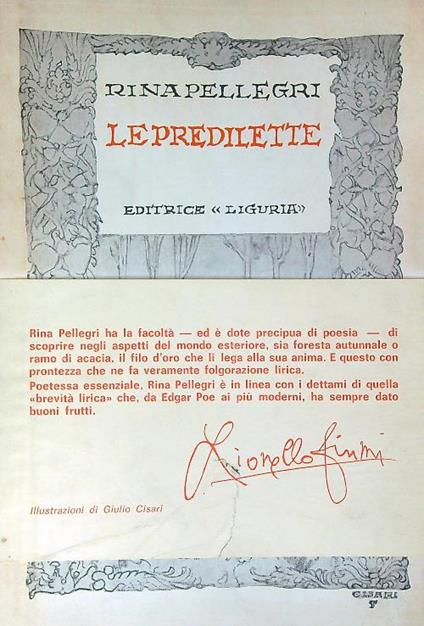 RINA PELLEGRI
LE PREDILETTE
EDITRICE «LIGURIA»
Rina Pellegri ha la facoltà — ed è dote precipua di poesia — di
scoprire negli aspetti del mondo esteriore, sia foresta autunnale o
ramo di acacia, il filo d'oro che li lega alla sua anima. E questo con
prontezza che ne fa veramente folgorazione lirica.
Poetessa essenziale, Rina Pellegri è in linea con i dettami di quella
«brevità lirica» che, da Edgar Poe ai più moderni, ha sempre dato
buoni frutti.
Lionello Fiumi
Illustrazioni di Giulio Cisari
CISARI